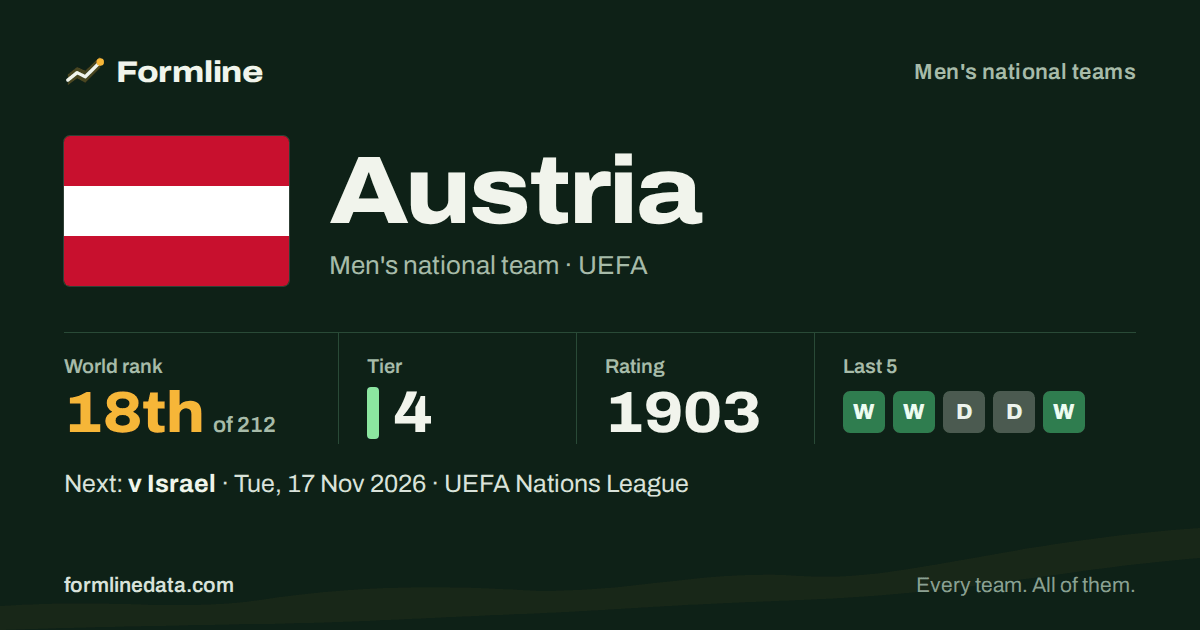 Formline
Men's national teams
Austria
Men's national team · UEFA
World rank
18th of 212
Tier
4
Rating
1903
Last 5
W W D D W
Next: v Israel · Tue, 17 Nov 2026 · UEFA Nations League
formlinedata.com
Every team. All of them.